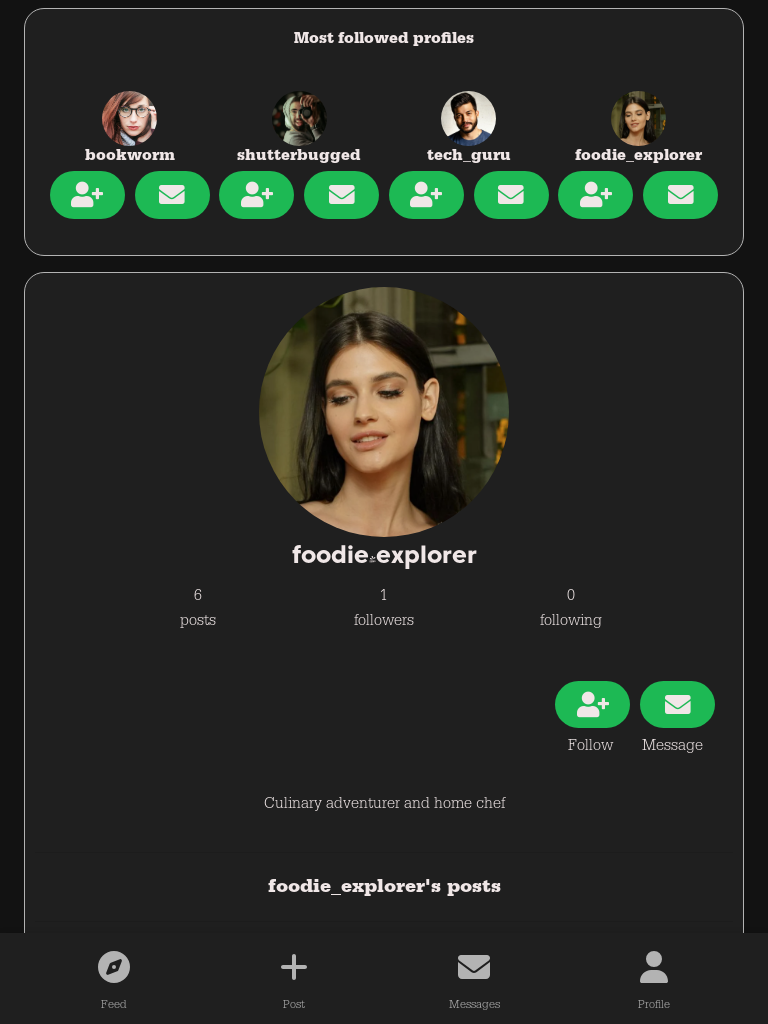 Most followed profiles
bookworm
shutterbugged
tech_guru
foodie_explorer
foodie_explorer
6
posts
1
followers
0
following
Follow
Message
Culinary adventurer and home chef
foodie_explorer's posts
Feed
Post
Messages
Profile